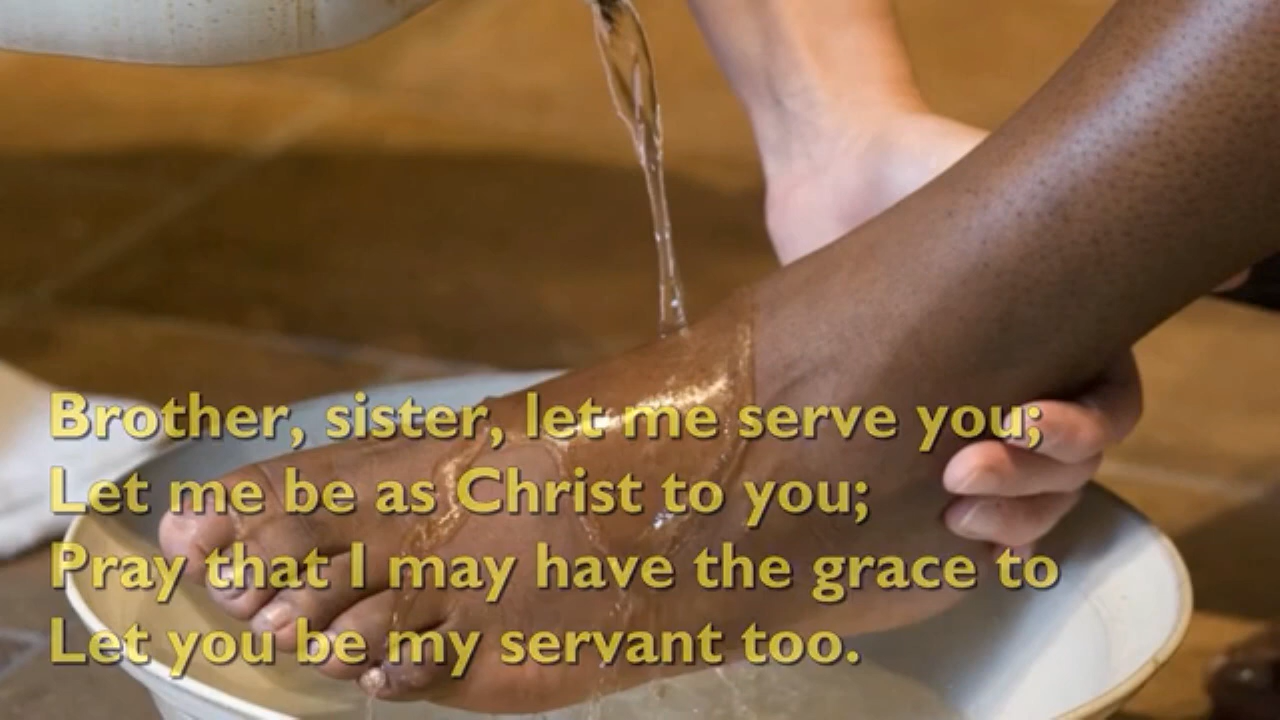 Brother, sister, let me serve you;
Let me be as Christ to you;
Pray that I may have the grace to
Let you be my servant too.